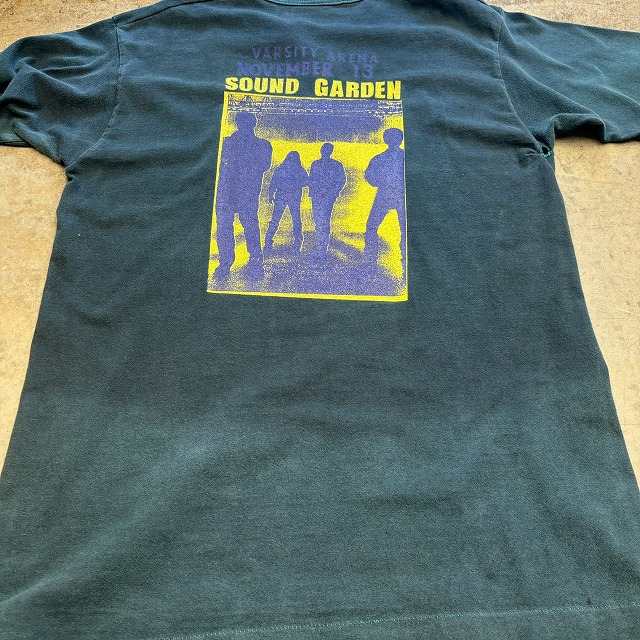 VARSITY ARENA
NOVEMBER 13
SOUND GARDEN